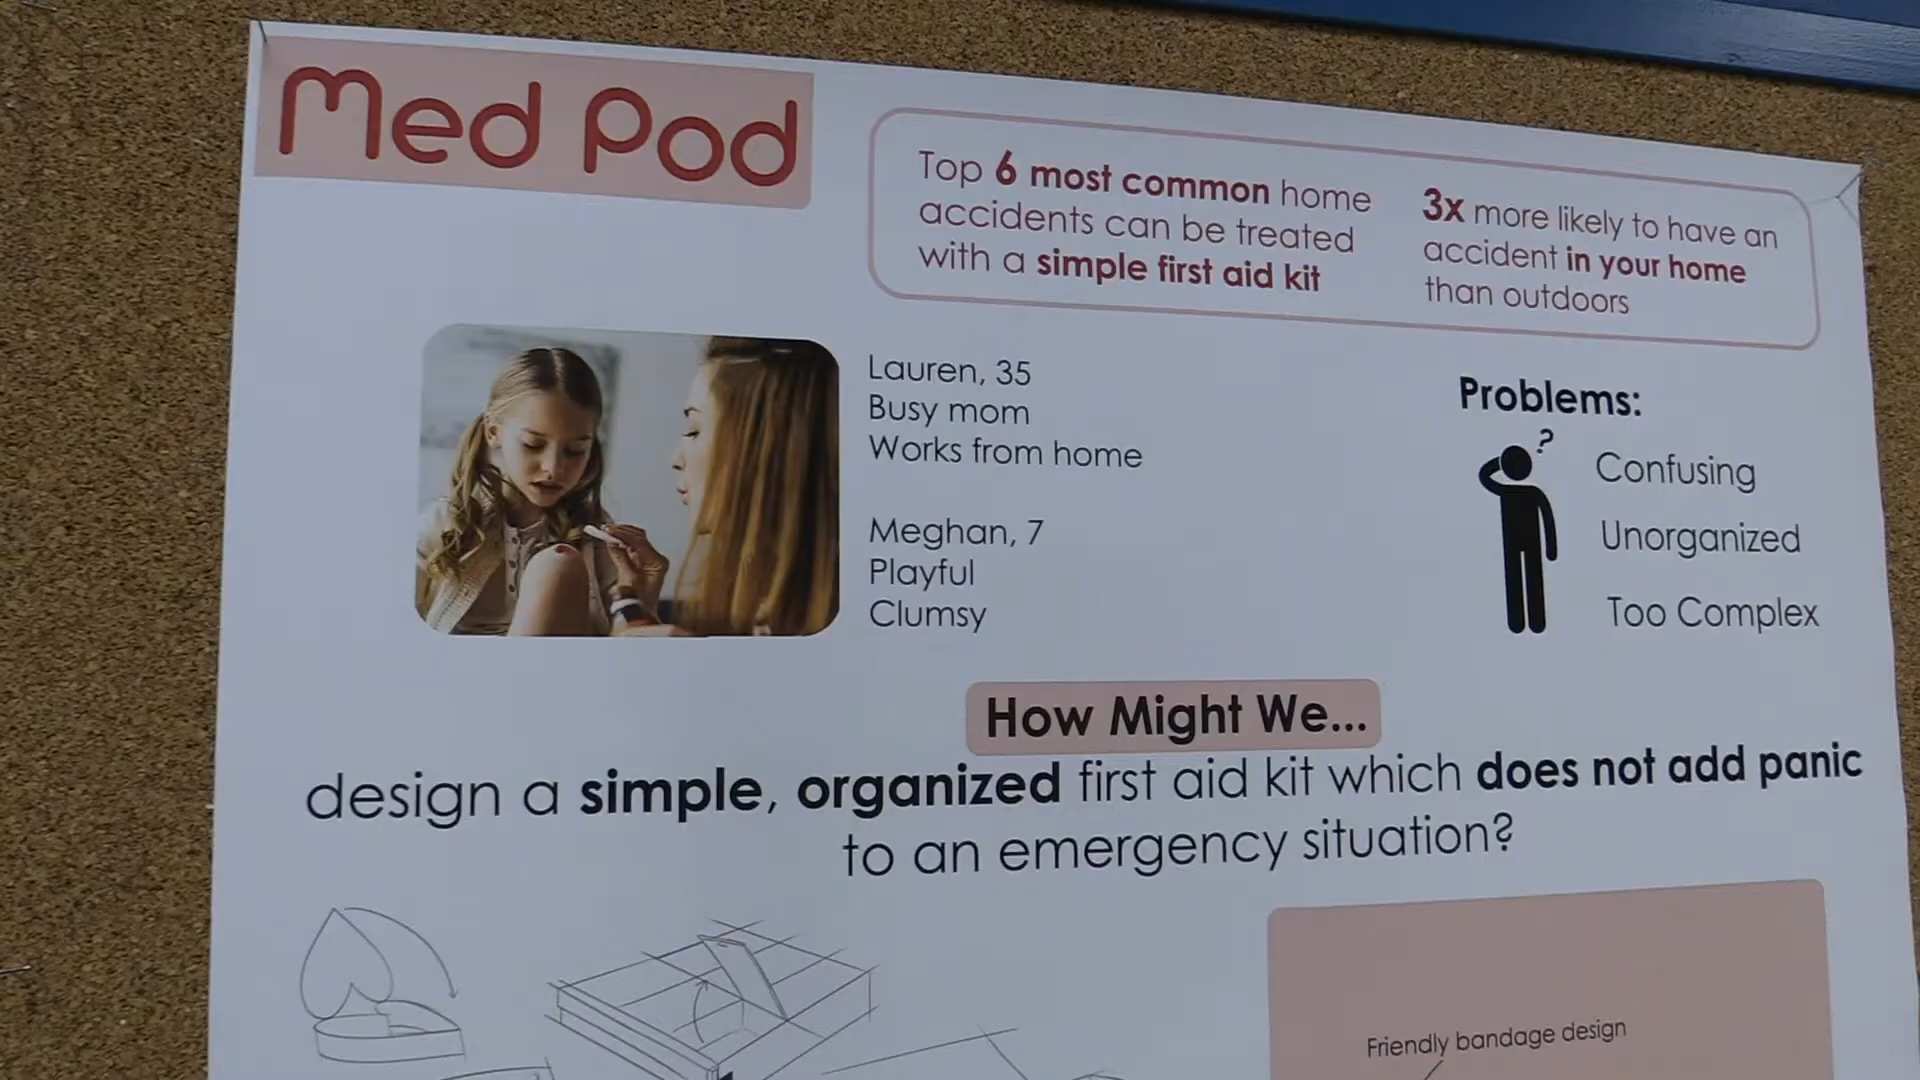 Med Pod
Top 6 most common home
accidents can be treated
with a simple first aid kit
3x more likely to have an
accident in your home
than outdoors
Lauren, 35
Busy mom
Works from home
Meghan, 7
Playful
Clumsy
Problems:
?
Confusing
Unorganized
Too Complex
How Might We...
design a simple, organized first aid kit which does not add panic
to an emergency situation?
Friendly bandage design